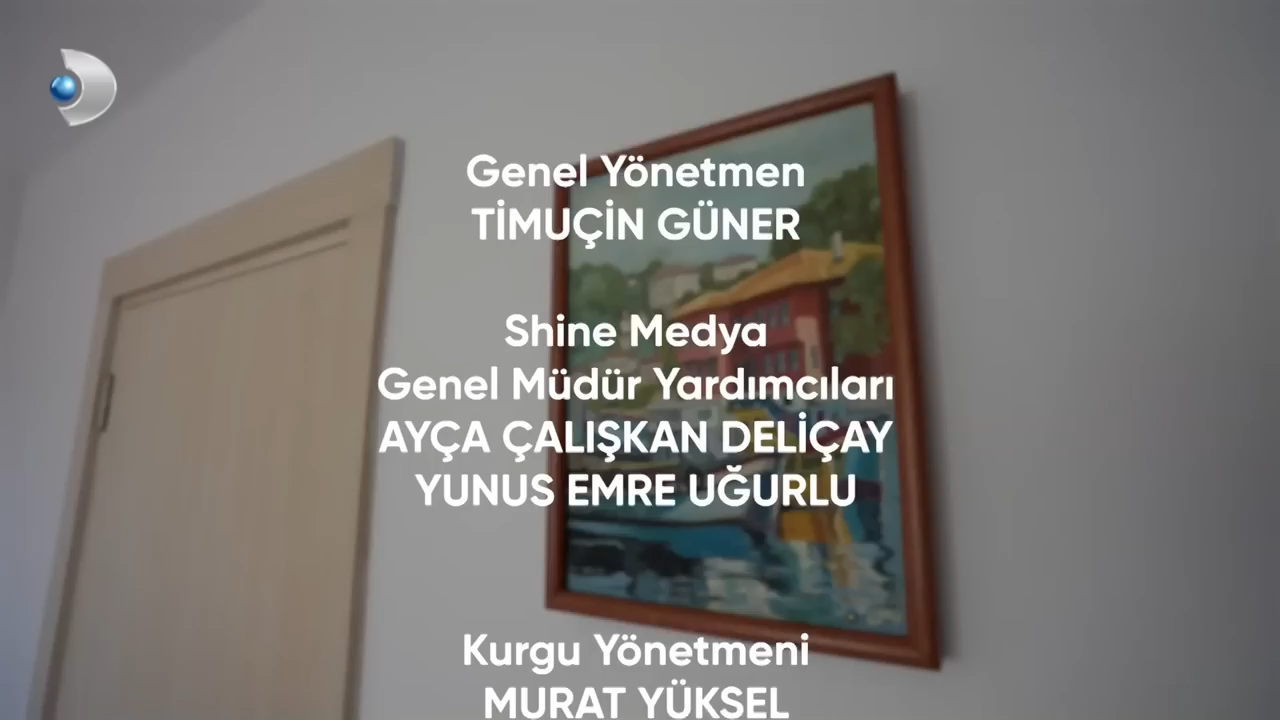 Genel Yönetmen
TİMUÇİN GÜNER
Shine Medya
Genel Müdür Yardımcıları
AYÇA ÇALIŞKAN DELİÇAY
YUNUS EMRE UĞURLU
Kurgu Yönetmeni
MURAT YÜKSEL